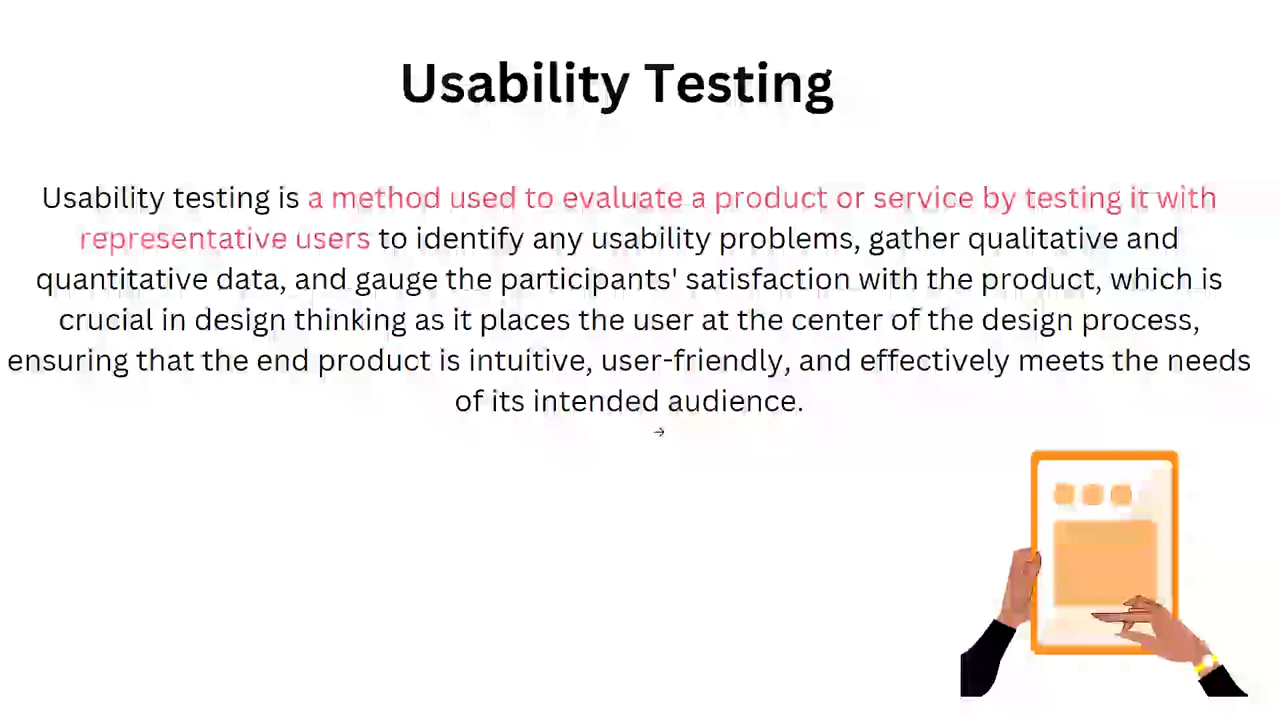 Usability Testing
Usability testing is a method used to evaluate a product or service by testing it with
representative users to identify any usability problems, gather qualitative and
quantitative data, and gauge the participants' satisfaction with the product, which is
crucial in design thinking as it places the user at the center of the design process,
ensuring that the end product is intuitive, user-friendly, and effectively meets the needs
of its intended audience.